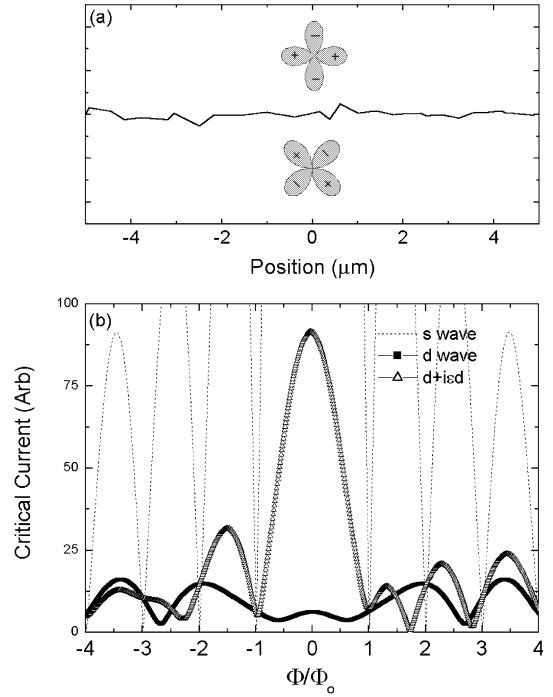 (a)
− + + −
+ − − +
-4 -2 0 2 4
Position (μm)
(b)
100
75
50
25
0
Critical Current (Arb)
s wave
d wave
d+iεd
-4 -3 -2 -1 0 1 2 3 4
Φ/Φo